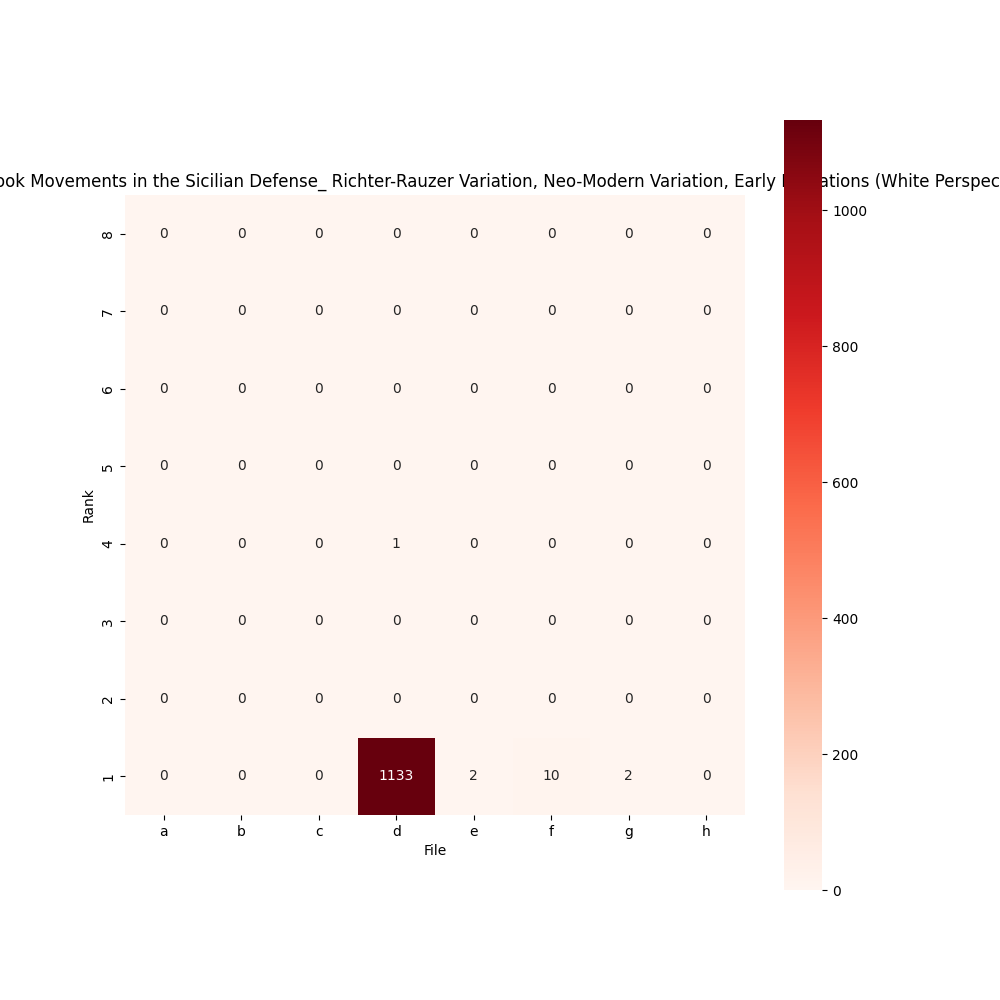 ook Movements in the Sicilian Defense_ Richter-Rauzer Variation, Neo-Modern Variation, Early (White Perspec
8 0 0 0 0 0 0 0 0
7 0 0 0 0 0 0 0 0
6 0 0 0 0 0 0 0 0
5 0 0 0 0 0 0 0 0
Rank
4 0 0 0 1 0 0 0 0
3 0 0 0 0 0 0 0 0
2 0 0 0 0 0 0 0 0
1 0 0 0 1133 2 10 2 0
a b c d e f g h
File
1000
800
600
400
200
0